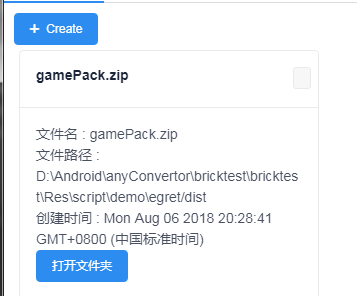 + Create
gamePack.zip
文件名 : gamePack.zip
文件路径 :
D:\Android\anyConvertor\bricktest\brickte
st\Res\script\demo\egret/dist
创建时间 : Mon Aug 06 2018 20:28:41
GMT+0800 (中国标准时间)
打开文件夹